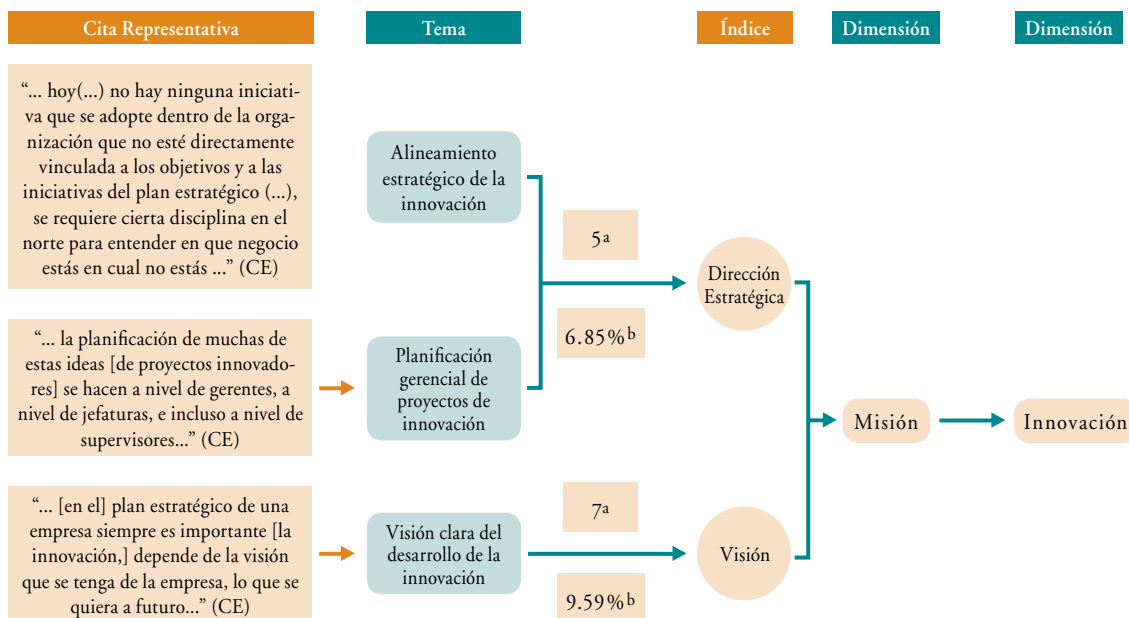 Cita Representativa
Tema
Índice
Dimensión
Dimensión
“... hoy(...) no hay ninguna iniciati-
va que se adopte dentro de la orga-
nización que no esté directamente
vinculada a los objetivos y a las
iniciativas del plan estratégico (...),
se requiere cierta disciplina en el
norte para entender en que negocio
estás en cual no estás ...” (CE)
Alineamiento
estratégico de la
innovación
5a
6.85%b
Dirección
Estratégica
“... la planificación de muchas de
estas ideas [de proyectos innovado-
res] se hacen a nivel de gerentes, a
nivel de jefaturas, e incluso a nivel de
supervisores...” (CE)
Planificación
gerencial de
proyectos de
innovación
Misión
Innovación
“... [en el] plan estratégico de una
empresa siempre es importante [la
innovación,] depende de la visión
que se tenga de la empresa, lo que se
quiera a futuro...” (CE)
Visión clara del
desarrollo de la
innovación
7a
9.59%b
Visión